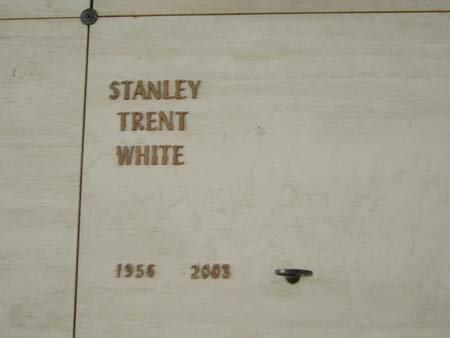 STANLEY
TRENT
WHITE
1956 2003